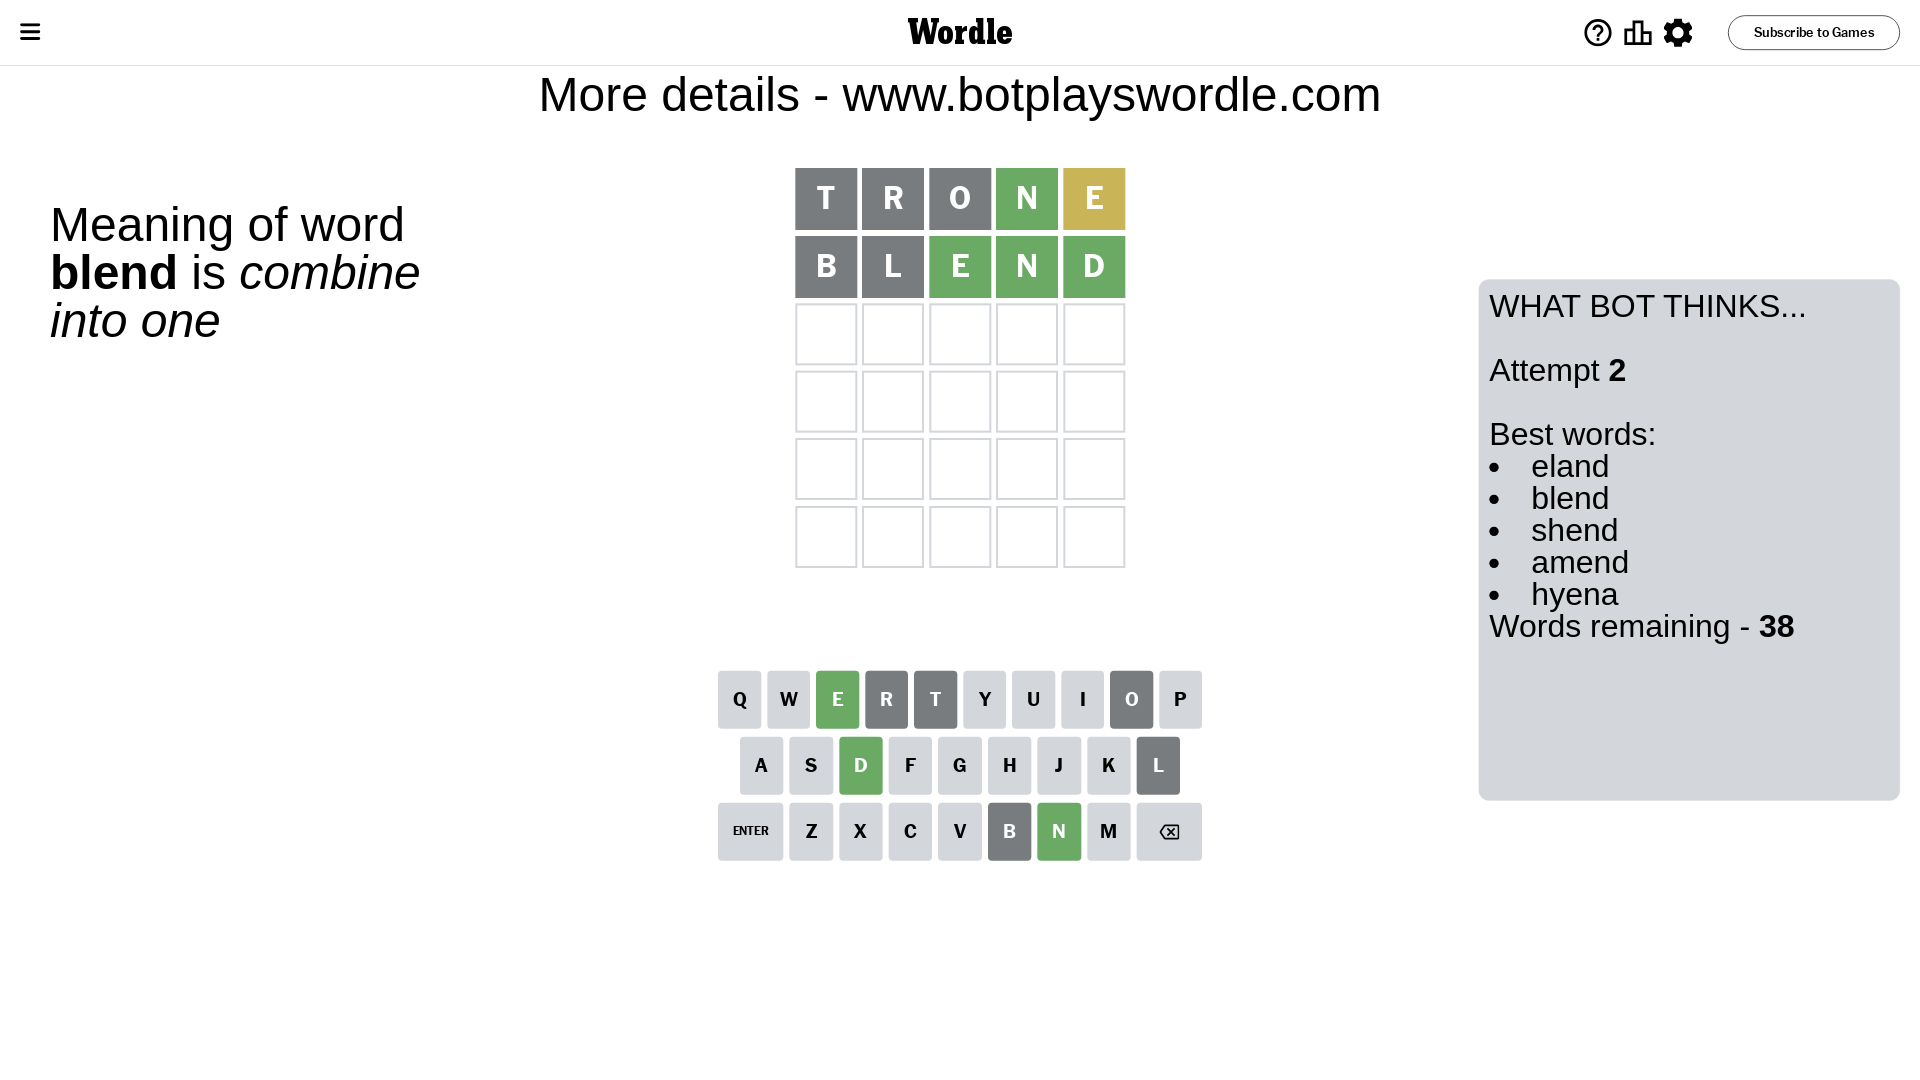 Wordle
Subscribe to Games
More details - www.botplayswordle.com
Meaning of word
blend is combine
into one
T R O N E
B L E N D
WHAT BOT THINKS...
Attempt 2
Best words:
• eland
• blend
• shend
• amend
• hyena
Words remaining - 38
Q W E R T Y U I O P
A S D F G H J K L
ENTER Z X C V B N M